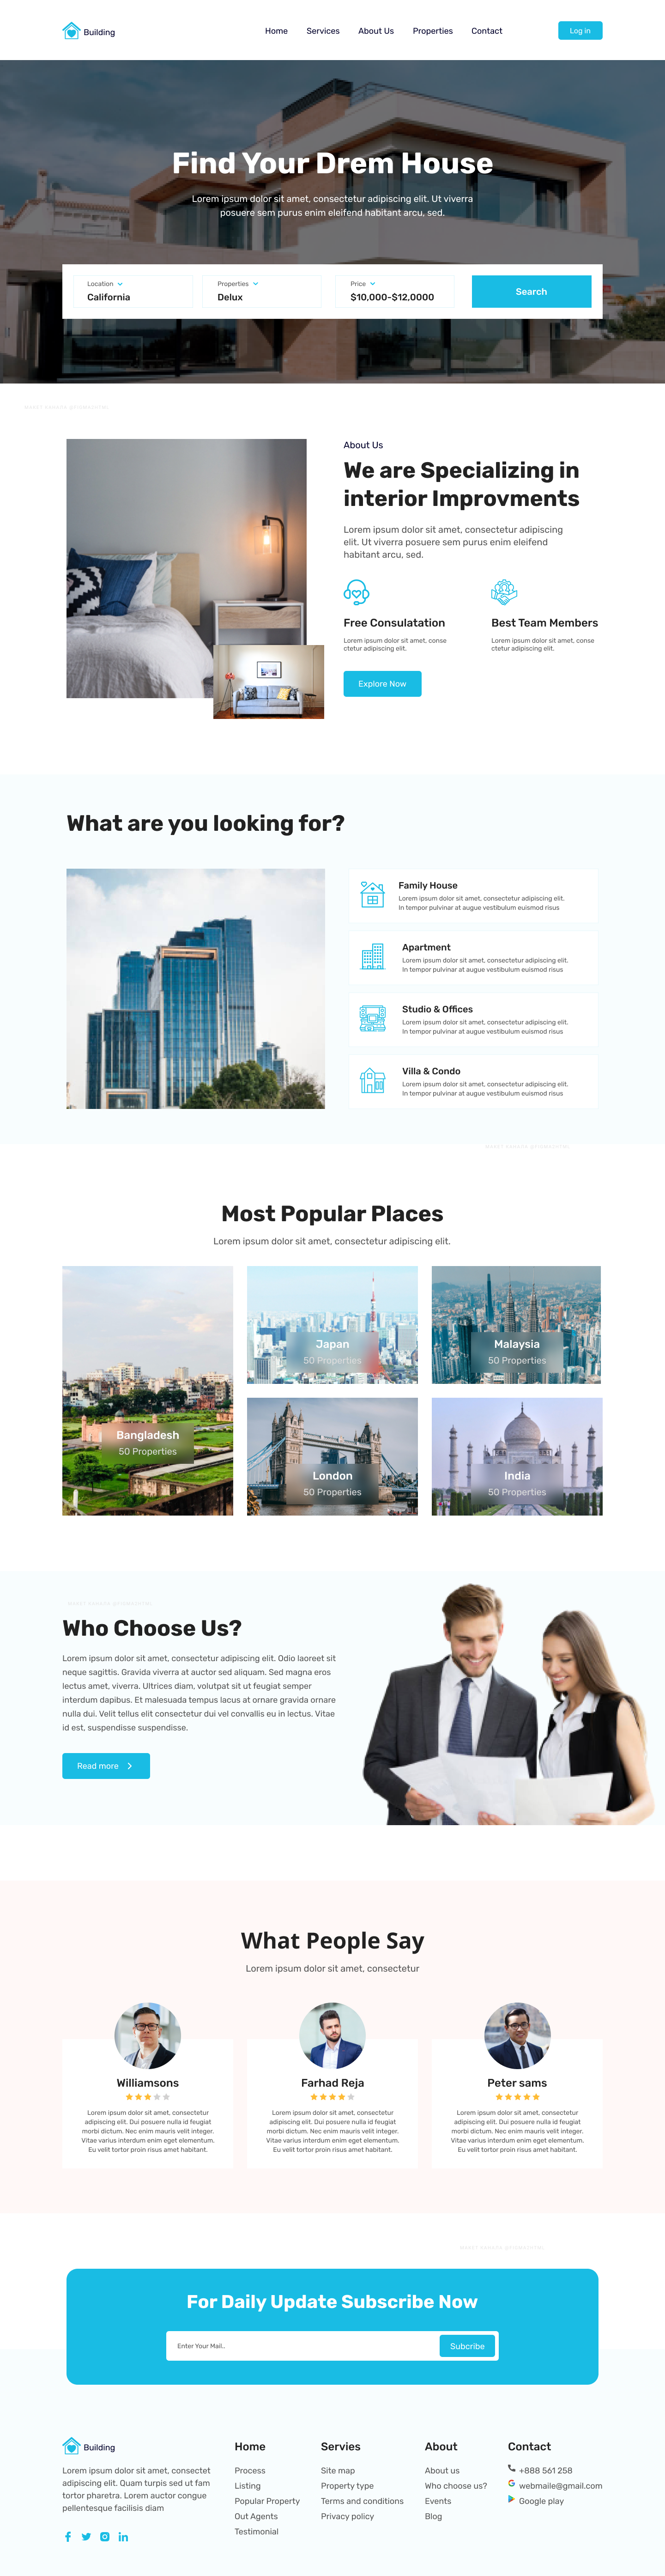 Building
Home Services About Us Properties Contact
Log in
Find Your Drem House
Lorem ipsum dolor sit amet, consectetur adipiscing elit. Ut viverra
posuere sem purus enim eleifend habitant arcu, sed.
Location
California
Properties
Delux
Price
$10,000-$12,0000
Search
About Us
We are Specializing in
interior Improvments
Lorem ipsum dolor sit amet, consectetur adipiscing
elit. Ut viverra posuere sem purus enim eleifend
habitant arcu, sed.
Free Consulatation
Lorem ipsum dolor sit amet, conse
ctetur adipiscing elit.
Best Team Members
Lorem ipsum dolor sit amet, conse
ctetur adipiscing elit.
Explore Now
What are you looking for?
Family House
Lorem ipsum dolor sit amet, consectetur adipiscing elit.
In tempor pulvinar at augue vestibulum euismod risus
Apartment
Lorem ipsum dolor sit amet, consectetur adipiscing elit.
In tempor pulvinar at augue vestibulum euismod risus
Studio & Offices
Lorem ipsum dolor sit amet, consectetur adipiscing elit.
In tempor pulvinar at augue vestibulum euismod risus
Villa & Condo
Lorem ipsum dolor sit amet, consectetur adipiscing elit.
In tempor pulvinar at augue vestibulum euismod risus
Most Popular Places
Lorem ipsum dolor sit amet, consectetur adipiscing elit.
Bangladesh
50 Properties
Japan
50 Properties
Malaysia
50 Properties
London
50 Properties
India
50 Properties
Who Choose Us?
Lorem ipsum dolor sit amet, consectetur adipiscing elit. Odio laoreet sit
neque sagittis. Gravida viverra at auctor sed aliquam. Sed magna eros
lectus amet, viverra. Ultrices diam, volutpat sit ut feugiat semper
interdum dapibus. Et malesuada tempus lacus at ornare gravida ornare
nulla dui. Velit tellus elit consectetur dui vel convallis eu in lectus. Vitae
id est, suspendisse suspendisse.
Read more
What People Say
Lorem ipsum dolor sit amet, consectetur
Williamsons
Lorem ipsum dolor sit amet, consectetur
adipiscing elit. Dui posuere nulla id feugiat
morbi dictum. Nec enim mauris velit integer.
Vitae varius interdum enim eget elementum.
Eu velit tortor proin risus amet habitant.
Farhad Reja
Lorem ipsum dolor sit amet, consectetur
adipiscing elit. Dui posuere nulla id feugiat
morbi dictum. Nec enim mauris velit integer.
Vitae varius interdum enim eget elementum.
Eu velit tortor proin risus amet habitant.
Peter sams
Lorem ipsum dolor sit amet, consectetur
adipiscing elit. Dui posuere nulla id feugiat
morbi dictum. Nec enim mauris velit integer.
Vitae varius interdum enim eget elementum.
Eu velit tortor proin risus amet habitant.
For Daily Update Subscribe Now
Enter Your Mail..
Subcribe
Building
Lorem ipsum dolor sit amet, consectet
adipiscing elit. Quam turpis sed ut fam
tortor pharetra. Lorem auctor congue
pellentesque facilisis diam
Home
Process
Listing
Popular Property
Out Agents
Testimonial
Servies
Site map
Property type
Terms and conditions
Privacy policy
About
About us
Who choose us?
Events
Blog
Contact
+888 561 258
webmaile@gmail.com
Google play